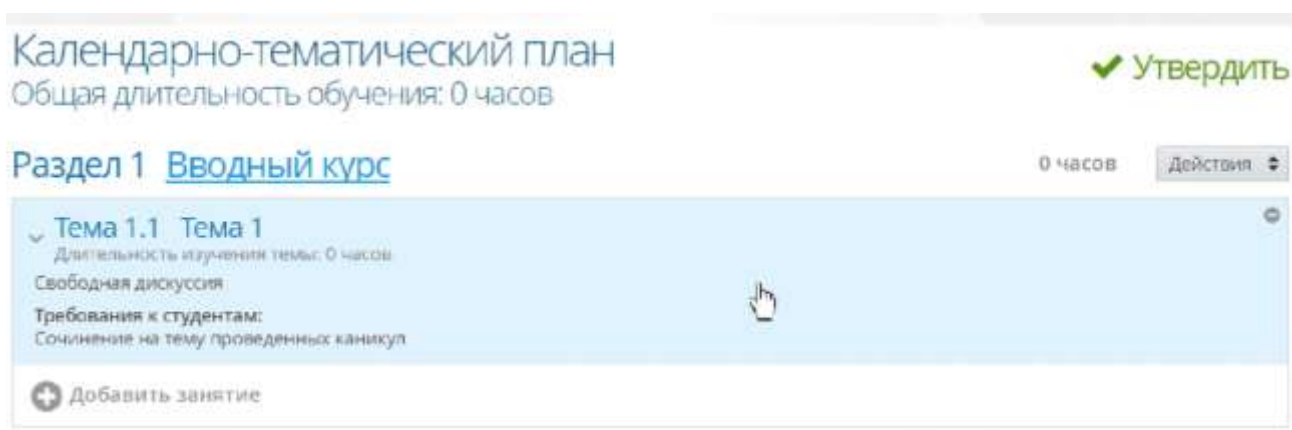 Календарно-тематический план
✔ Утвердить
Общая длительность обучения: 0 часов
Раздел 1 Вводный курс
0 часов
Действия
Тема 1.1 Тема 1
Длительность изучения темы: 0 часов
Свободная дискуссия
Требования к студентам:
Сочинение на тему проведенных каникул
Добавить занятие